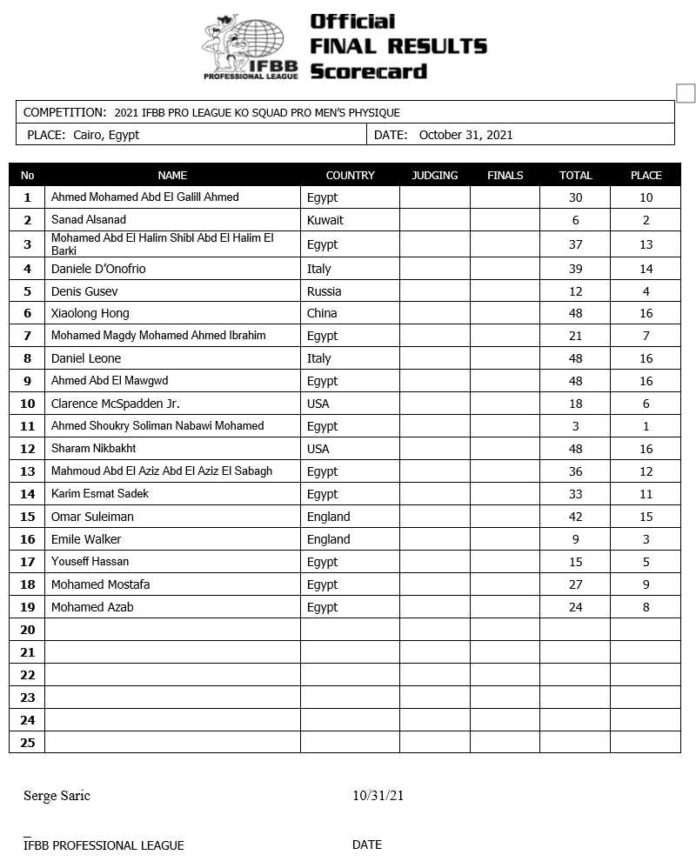 Official
FINAL RESULTS
Scorecard
IFBB
PROFESSIONAL LEAGUE
COMPETITION: 2021 IFBB PRO LEAGUE KO SQUAD PRO MEN'S PHYSIQUE
PLACE: Cairo, Egypt DATE: October 31, 2021
No NAME COUNTRY JUDGING FINALS TOTAL PLACE
1 Ahmed Mohamed Abd El Galill Ahmed Egypt 30 10
2 Sanad Alsanad Kuwait 6 2
3 Mohamed Abd El Halim Shibl Abd El Halim El
Barki Egypt 37 13
4 Daniele D'Onofrio Italy 39 14
5 Denis Gusev Russia 12 4
6 Xiaolong Hong China 48 16
7 Mohamed Magdy Mohamed Ahmed Ibrahim Egypt 21 7
8 Daniel Leone Italy 48 16
9 Ahmed Abd El Mawgwd Egypt 48 16
10 Clarence McSpadden Jr. USA 18 6
11 Ahmed Shoukry Soliman Nabawi Mohamed Egypt 3 1
12 Sharam Nikbakht USA 48 16
13 Mahmoud Abd El Aziz Abd El Aziz El Sabagh Egypt 36 12
14 Karim Esmat Sadek Egypt 33 11
15 Omar Suleiman England 42 15
16 Emile Walker England 9 3
17 Youseff Hassan Egypt 15 5
18 Mohamed Mostafa Egypt 27 9
19 Mohamed Azab Egypt 24 8
20
21
22
23
24
25
Serge Saric 10/31/21
_
IFBB PROFESSIONAL LEAGUE DATE